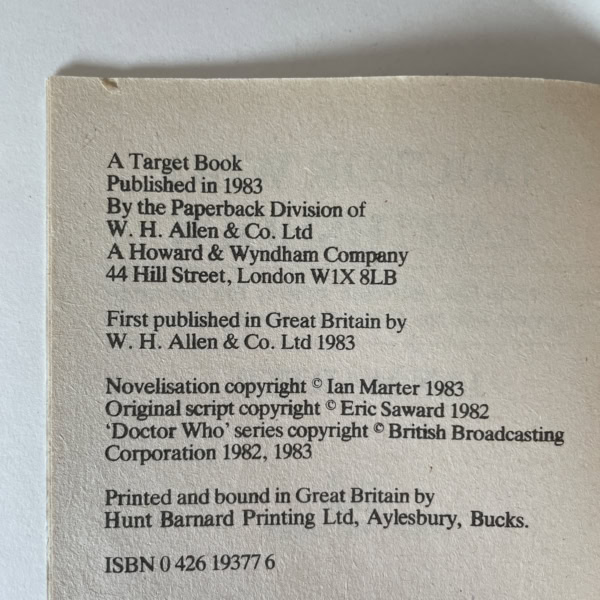 A Target Book
Published in 1983
By the Paperback Division of
W. H. Allen & Co. Ltd
A Howard & Wyndham Company
44 Hill Street, London W1X 8LB
First published in Great Britain by
W. H. Allen & Co. Ltd 1983
Novelisation copyright © Ian Marter 1983
Original script copyright © Eric Saward 1982
‘Doctor Who’ series copyright © British Broadcasting
Corporation 1982, 1983
Printed and bound in Great Britain by
Hunt Barnard Printing Ltd, Aylesbury, Bucks.
ISBN 0 426 19377 6